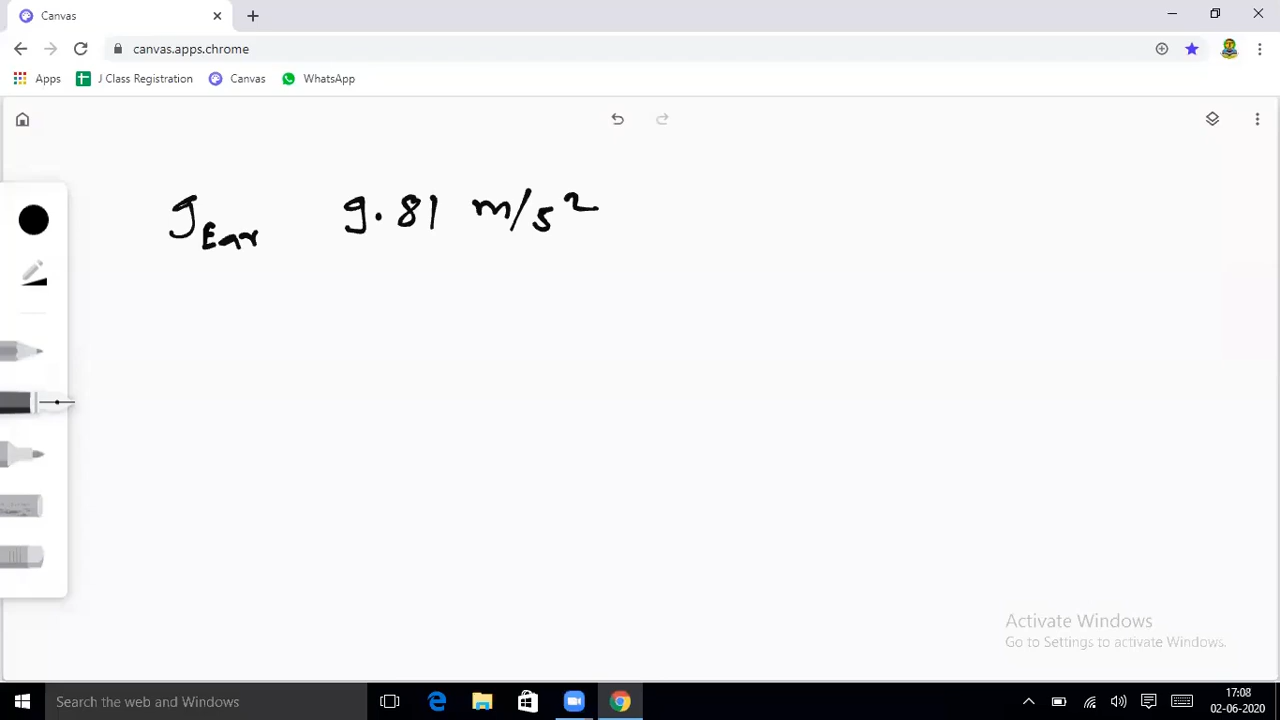 Canvas
canvas.apps.chrome
Apps J Class Registration Canvas WhatsApp
g Ear 9.81 m/s²
Activate Windows
Go to Settings to activate Windows.
Search the web and Windows
17:08
02-06-2020